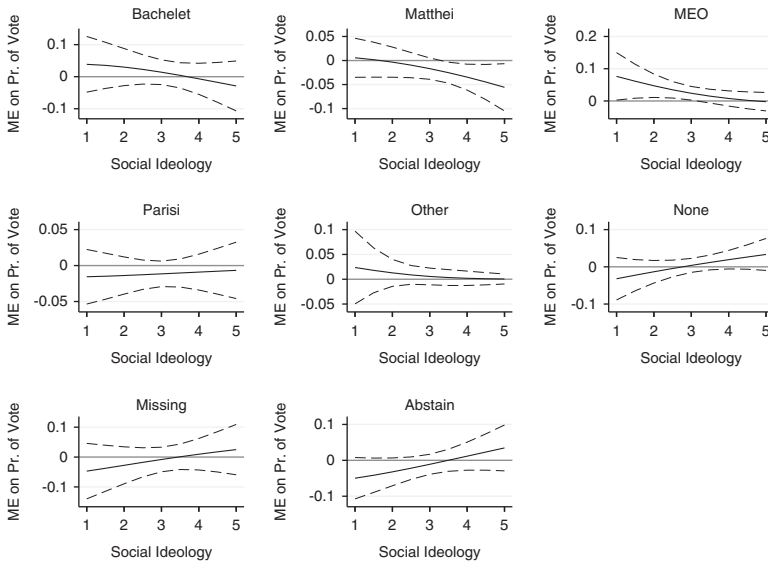 Bachelet
ME on Pr. of Vote
0.1
0
-0.1
1 2 3 4 5
Social Ideology
Matthei
ME on Pr. of Vote
0.05
0
-0.05
-0.1
1 2 3 4 5
Social Ideology
MEO
ME on Pr. of Vote
0.2
0.1
0
1 2 3 4 5
Social Ideology
Parisi
ME on Pr. of Vote
0.05
0
-0.05
1 2 3 4 5
Social Ideology
Other
ME on Pr. of Vote
0.1
0.05
0
-0.05
1 2 3 4 5
Social Ideology
None
ME on Pr. of Vote
0.1
0
-0.1
1 2 3 4 5
Social Ideology
Missing
ME on Pr. of Vote
0.1
0
-0.1
1 2 3 4 5
Social Ideology
Abstain
ME on Pr. of Vote
0.1
0
-0.1
1 2 3 4 5
Social Ideology